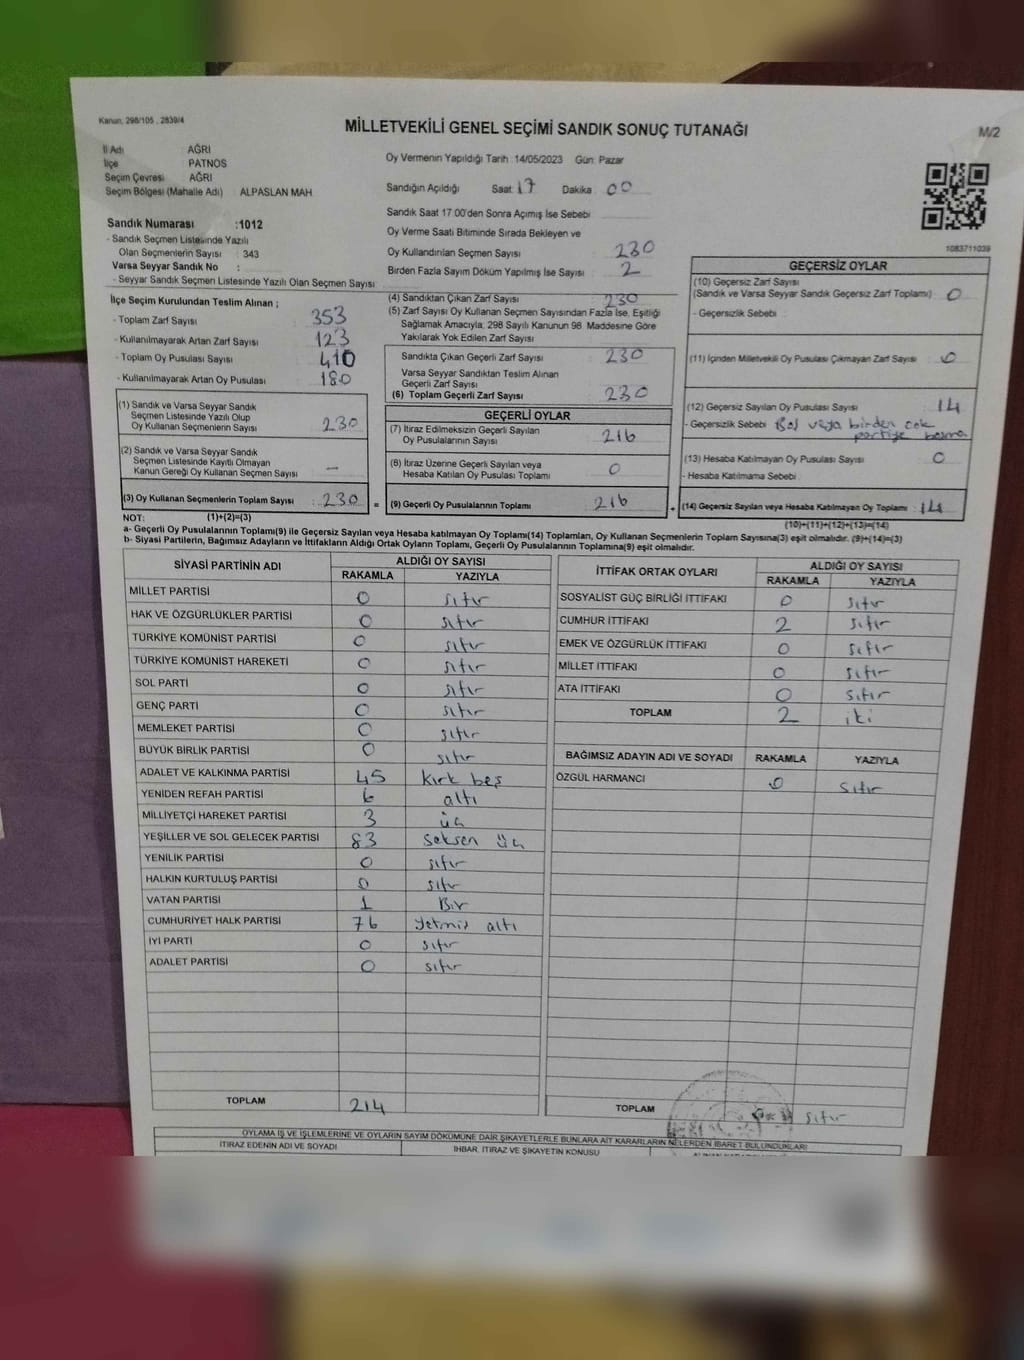 Kanun, 298/105 , 2839/4
MİLLETVEKİLİ GENEL SEÇİMİ SANDIK SONUÇ TUTANAĞI
M/2
İl Adı AĞRI
İlçe PATNOS
Seçim Çevresi AĞRI
Seçim Bölgesi (Mahalle Adı) : ALPASLAN MAH
Oy Vermenin Yapıldığı Tarih :14/05/2023 Gün: Pazar
Sandığın Açıldığı Saat: 17 Dakika : 00
Sandık Saat 17 00'den Sonra Açımış İse Sebebi
Oy Verme Saati Bitiminde Sırada Bekleyen ve
Oy Kullandırılan Seçmen Sayısı 230
Birden Fazla Sayım Döküm Yapılmış İse Sayısı 2
1083711039
Sandık Numarası :1012
- Sandık Seçmen Listesinde Yazılı
Olan Seçmenlerin Sayısı : 343
Varsa Seyyar Sandık No :
- Seyyar Sandık Seçmen Listesinde Yazılı Olan Seçmen Sayısı
İlçe Seçim Kurulundan Teslim Alınan ;
- Toplam Zarf Sayısı : 353
- Kullanılmayarak Artan Zarf Sayısı : 123
- Toplam Oy Pusulası Sayısı : 410
- Kullanılmayarak Artan Oy Pusulası : 180
(1) Sandık ve Varsa Seyyar Sandık
Seçmen Listesinde Yazılı Olup
Oy Kullanan Seçmenlerin Sayısı : 230
(2) Sandık ve Varsa Seyyar Sandık
Seçmen Listesinde Kayıtlı Olmayan
Kanun Gereği Oy Kullanan Seçmen Sayısı : –
(3) Oy Kullanan Seçmenlerin Toplam Sayısı : 230 =
(4) Sandıktan Çıkan Zarf Sayısı : 230
(5) Zarf Sayısı Oy Kullanan Seçmen Sayısından Fazla İse, Eşitliği
Sağlamak Amacıyla, 298 Sayılı Kanunun 98. Maddesine Göre
Yakılarak Yok Edilen Zarf Sayısı
Sandıkta Çıkan Geçerli Zarf Sayısı : 230
Varsa Seyyar Sandıktan Teslim Alınan
Geçerli Zarf Sayısı
(6) Toplam Geçerli Zarf Sayısı : 230
GEÇERLİ OYLAR
(7) İtiraz Edilmeksizin Geçerli Sayılan
Oy Pusulalarının Sayısı : 216
(8) İtiraz Üzerine Geçerli Sayılan veya
Hesaba Katılan Oy Pusulası Toplamı : 0
(9) Geçerli Oy Pusulalarının Toplamı : 216 +
GEÇERSİZ OYLAR
(10) Geçersiz Zarf Sayısı
(Sandık ve Varsa Seyyar Sandık Geçersiz Zarf Toplamı) : 0
- Geçersizlik Sebebi
(11) İçinden Milletvekili Oy Pusulası Çıkmayan Zarf Sayısı : 0
(12) Geçersiz Sayılan Oy Pusulası Sayısı : 14
- Geçersizlik Sebebi Boş veya birden çok
partiye basma
(13) Hesaba Katılmayan Oy Pusulası Sayısı : 0
- Hesaba Katılmama Sebebi
(14) Geçersiz Sayılan veya Hesaba Katılmayan Oy Toplamı : 14
NOT: (1)+(2)=(3)
(10)+(11)+(12)+(13)=(14)
a- Geçerli Oy Pusulalarının Toplamı(9) ile Geçersiz Sayılan veya Hesaba katılmayan Oy Toplamı(14) Toplamları, Oy Kullanan Seçmenlerin Toplam Sayısına(3) eşit olmalıdır. (9)+(14)=(3)
b- Siyasi Partilerin, Bağımsız Adayların ve İttifakların Aldığı Oy Sayıların Toplamı, Geçerli Oy Pusulalarının Toplamına(9) eşit olmalıdır.
SİYASİ PARTİNİN ADI ALDIĞI OY SAYISI
RAKAMLA YAZIYLA
MİLLET PARTİSİ 0 sıfır
HAK VE ÖZGÜRLÜKLER PARTİSİ 0 sıfır
TÜRKİYE KOMÜNİST PARTİSİ 0 sıfır
TÜRKİYE KOMÜNİST HAREKETİ 0 sıfır
SOL PARTİ 0 sıfır
GENÇ PARTİ 0 sıfır
MEMLEKET PARTİSİ 0 sıfır
BÜYÜK BİRLİK PARTİSİ 0 sıfır
ADALET VE KALKINMA PARTİSİ 45 kırk beş
YENİDEN REFAH PARTİSİ 6 altı
MİLLİYETÇİ HAREKET PARTİSİ 3 üç
YEŞİLLER VE SOL GELECEK PARTİSİ 83 seksen üç
YENİLİK PARTİSİ 0 sıfır
HALKIN KURTULUŞ PARTİSİ 0 sıfır
VATAN PARTİSİ 1 Bir
CUMHURİYET HALK PARTİSİ 76 yetmiş altı
İYİ PARTİ 0 sıfır
ADALET PARTİSİ 0 sıfır
TOPLAM 214
İTTİFAK ORTAK OYLARI ALDIĞI OY SAYISI
RAKAMLA YAZIYLA
SOSYALİST GÜÇ BİRLİĞİ İTTİFAKI 0 sıfır
CUMHUR İTTİFAKI 2 sıfır
EMEK VE ÖZGÜRLÜK İTTİFAKI 0 sıfır
MİLLET İTTİFAKI 0 sıfır
ATA İTTİFAKI 0 sıfır
TOPLAM 2 iki
BAĞIMSIZ ADAYIN ADI VE SOYADI RAKAMLA YAZIYLA
ÖZGÜL HARMANCI 0 sıfır
TOPLAM sıfır
OYLAMA İŞ VE İŞLEMLERİNE VE OYLARIN SAYIM DÖKÜMÜNE DAİR ŞİKAYETLERLE BUNLARA AİT KARARLARIN NELERDEN İBARET BULUNDUKLARI
İTİRAZ EDENİN ADI VE SOYADI İHBAR, İTİRAZ VE ŞİKAYETİN KONUSU